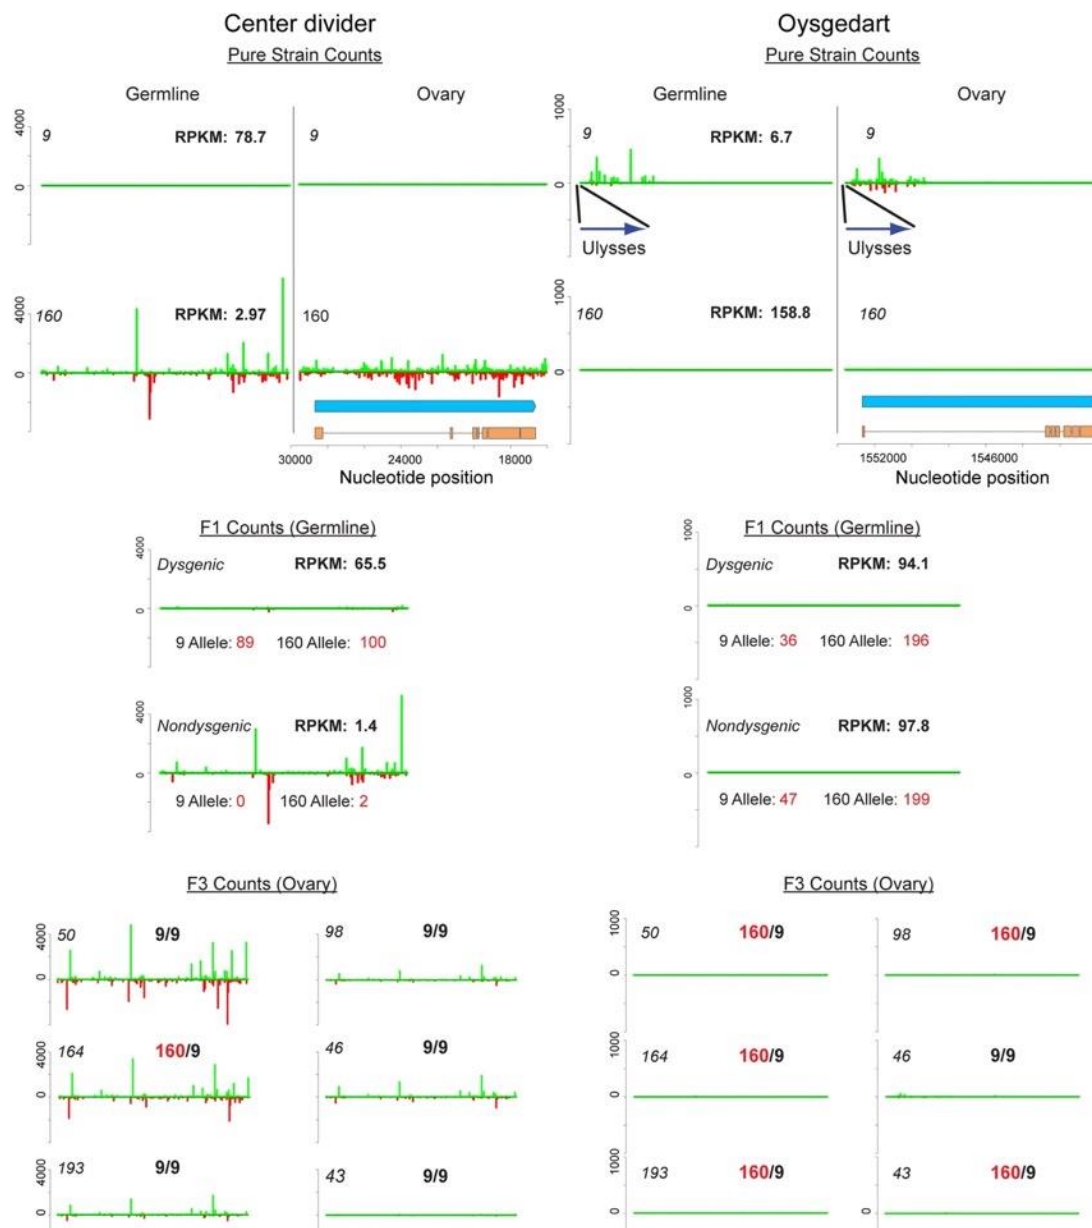 Center divider
Pure Strain Counts
Germline
Ovary
4000
0
9
RPKM: 78.7
9
4000
0
160
RPKM: 2.97
160
30000
24000
18000
Nucleotide position
Oysgedart
Pure Strain Counts
Germline
Ovary
1000
0
9
RPKM: 6.7
9
Ulysses
Ulysses
1000
0
160
RPKM: 158.8
160
1552000
1546000
Nucleotide position
F1 Counts (Germline)
4000
0
Dysgenic
RPKM: 65.5
9 Allele: 89
160 Allele: 100
4000
0
Nondysgenic
RPKM: 1.4
9 Allele: 0
160 Allele: 2
F1 Counts (Germline)
1000
0
Dysgenic
RPKM: 94.1
9 Allele: 36
160 Allele: 196
1000
0
Nondysgenic
RPKM: 97.8
9 Allele: 47
160 Allele: 199
F3 Counts (Ovary)
4000
0
50
9/9
98
9/9
4000
0
164
160/9
46
9/9
4000
0
193
9/9
43
9/9
F3 Counts (Ovary)
1000
0
50
160/9
98
160/9
1000
0
164
160/9
46
9/9
1000
0
193
160/9
0
43
160/9